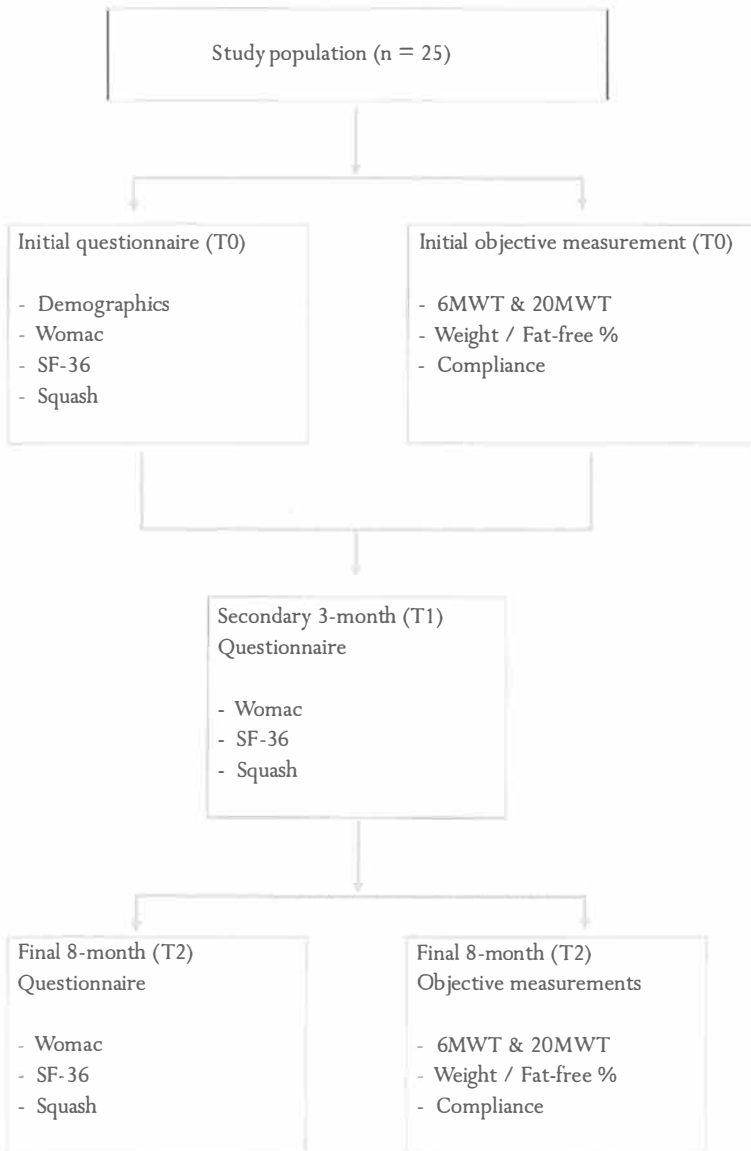 Study population (n = 25)
Initial questionnaire (T0)
- Demographics
- Womac
- SF-36
- Squash
Initial objective measurement (T0)
- 6MWT & 20MWT
- Weight / Fat-free %
- Compliance
Secondary 3-month (T1)
Questionnaire
- Womac
- SF-36
- Squash
Final 8-month (T2)
Questionnaire
- Womac
- SF-36
- Squash
Final 8-month (T2)
Objective measurements
- 6MWT & 20MWT
- Weight / Fat-free %
- Compliance